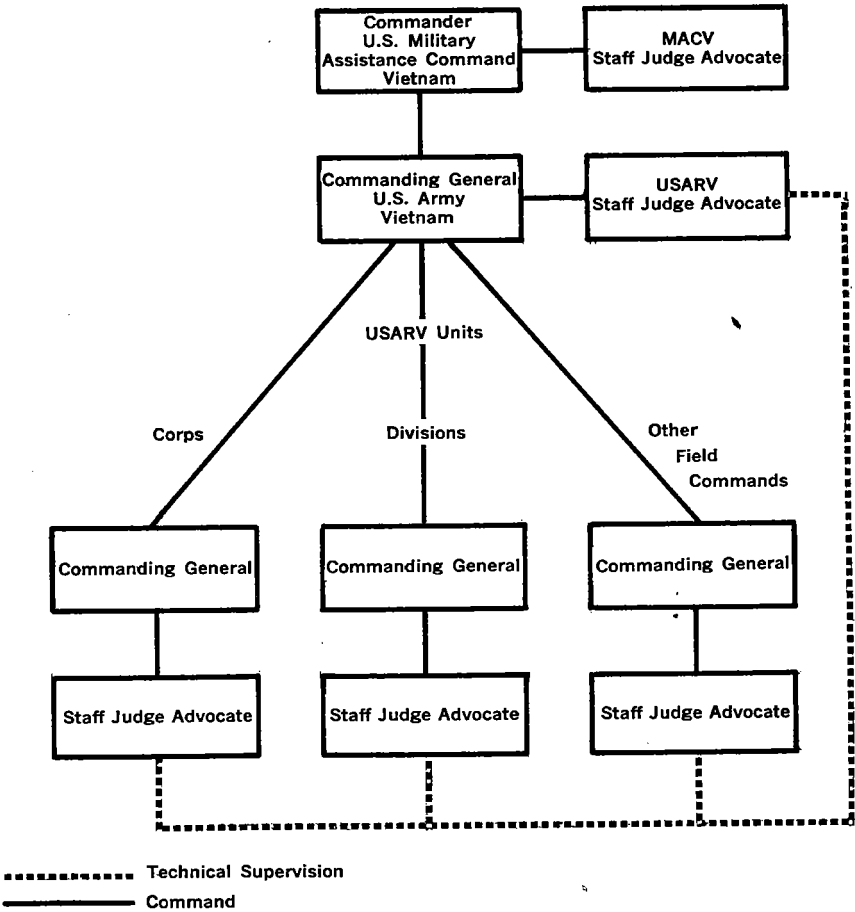 Commander
U.S. Military
Assistance Command
Vietnam
MACV
Staff Judge Advocate
Commanding General
U.S. Army
Vietnam
USARV
Staff Judge Advocate
USARV Units
Corps
Divisions
Other
Field
Commands
Commanding General
Commanding General
Commanding General
Staff Judge Advocate
Staff Judge Advocate
Staff Judge Advocate
Technical Supervision
Command